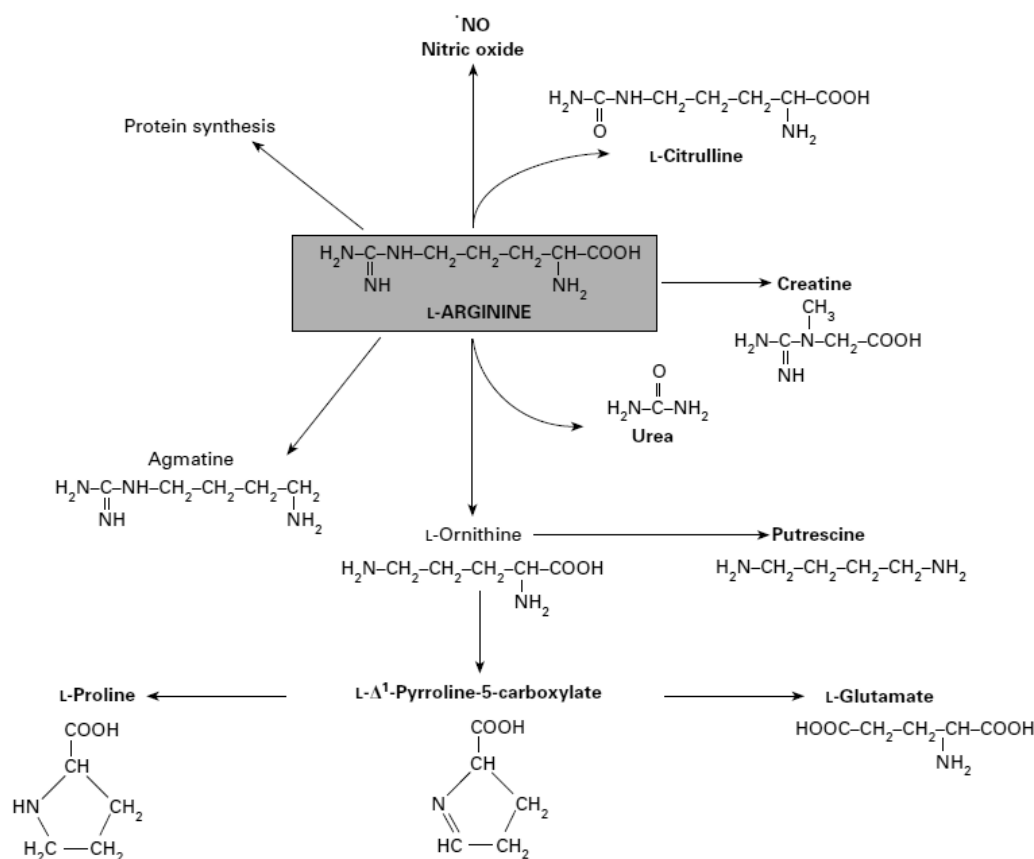 ˙NO
Nitric oxide
H₂N–C–NH–CH₂–CH₂–CH₂–CH–COOH
O
NH₂
L-Citrulline
Protein synthesis
H₂N–C–NH–CH₂–CH₂–CH₂–CH–COOH
NH
NH₂
L-ARGININE
Creatine
CH₃
H₂N–C–N–CH₂–COOH
NH
O
H₂N–C–NH₂
Urea
Agmatine
H₂N–C–NH–CH₂–CH₂–CH₂–CH₂
NH
NH₂
L-Ornithine
H₂N–CH₂–CH₂–CH₂–CH–COOH
NH₂
Putrescine
H₂N–CH₂–CH₂–CH₂–CH₂–NH₂
L-Proline
COOH
CH
HN
CH₂
H₂C — CH₂
L-Δ¹-Pyrroline-5-carboxylate
COOH
CH
N
CH₂
HC — CH₂
L-Glutamate
HOOC–CH₂–CH₂–CH–COOH
NH₂